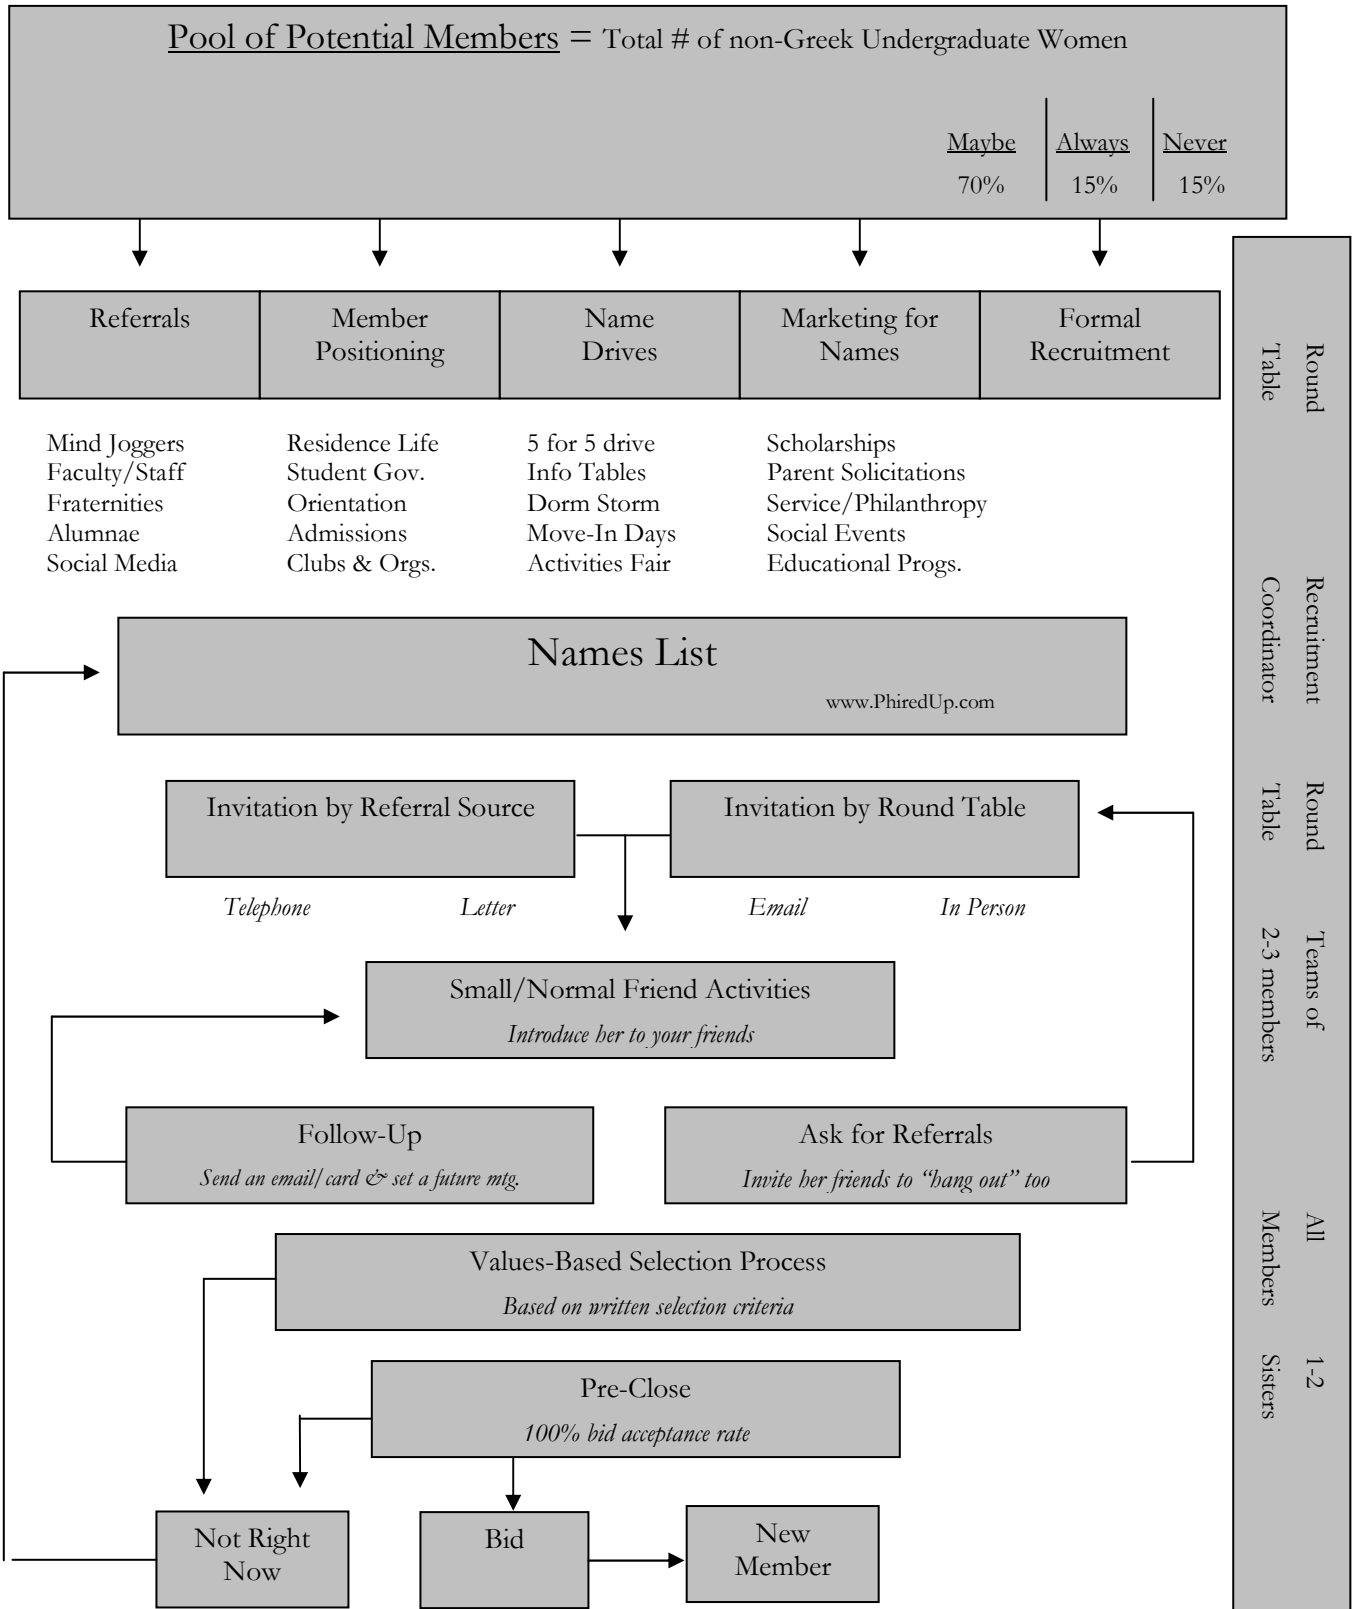 Pool of Potential Members = Total # of non-Greek Undergraduate Women
Maybe Always Never
70% 15% 15%
Referrals
Member
Positioning
Name
Drives
Marketing for
Names
Formal
Recruitment
Mind Joggers
Faculty/Staff
Fraternities
Alumnae
Social Media
Residence Life
Student Gov.
Orientation
Admissions
Clubs & Orgs.
5 for 5 drive
Info Tables
Dorm Storm
Move-In Days
Activities Fair
Scholarships
Parent Solicitations
Service/Philanthropy
Social Events
Educational Progs.
Names List
www.PhiredUp.com
Invitation by Referral Source
Invitation by Round Table
Telephone
Letter
Email
In Person
Small/Normal Friend Activities
Introduce her to your friends
Follow-Up
Send an email/card & set a future mtg.
Ask for Referrals
Invite her friends to “hang out” too
Values-Based Selection Process
Based on written selection criteria
Pre-Close
100% bid acceptance rate
Not Right
Now
Bid
New
Member
Round
Table
Recruitment
Coordinator
Round
Table
Teams of
2-3 members
All
Members
1-2
Sisters